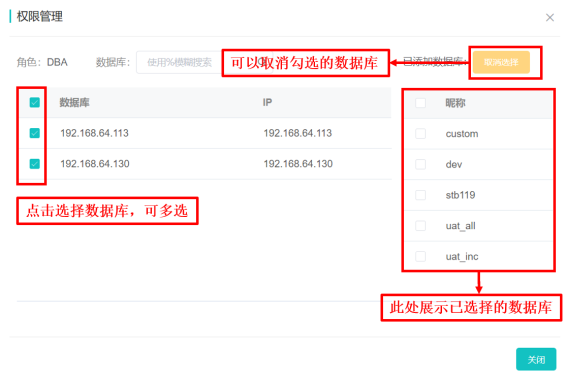 权限管理
角色：DBA 数据库： 使用%模糊搜索 可以取消勾选的数据库 已添加数据库： 取消选择
数据库 IP 昵称
192.168.64.113 192.168.64.113 custom
192.168.64.130 192.168.64.130 dev
stb119
点击选择数据库，可多选
uat_all
uat_inc
此处展示已选择的数据库
关闭